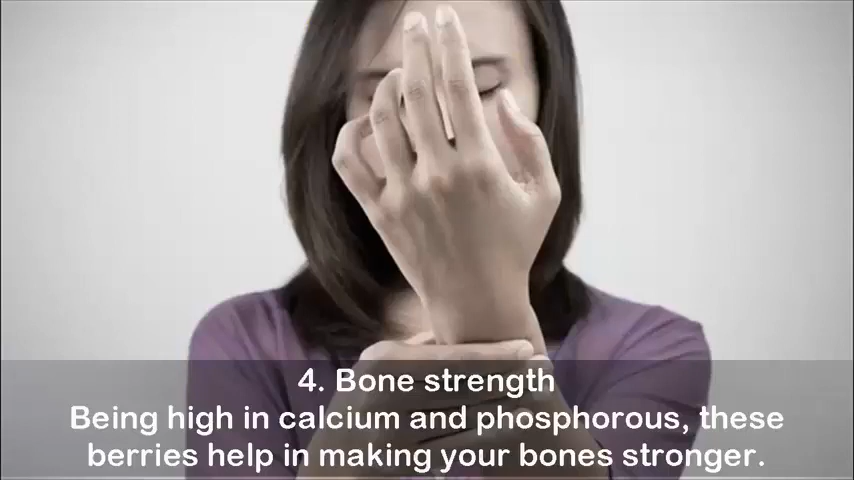 4. Bone strength
Being high in calcium and phosphorous, these
berries help in making your bones stronger.